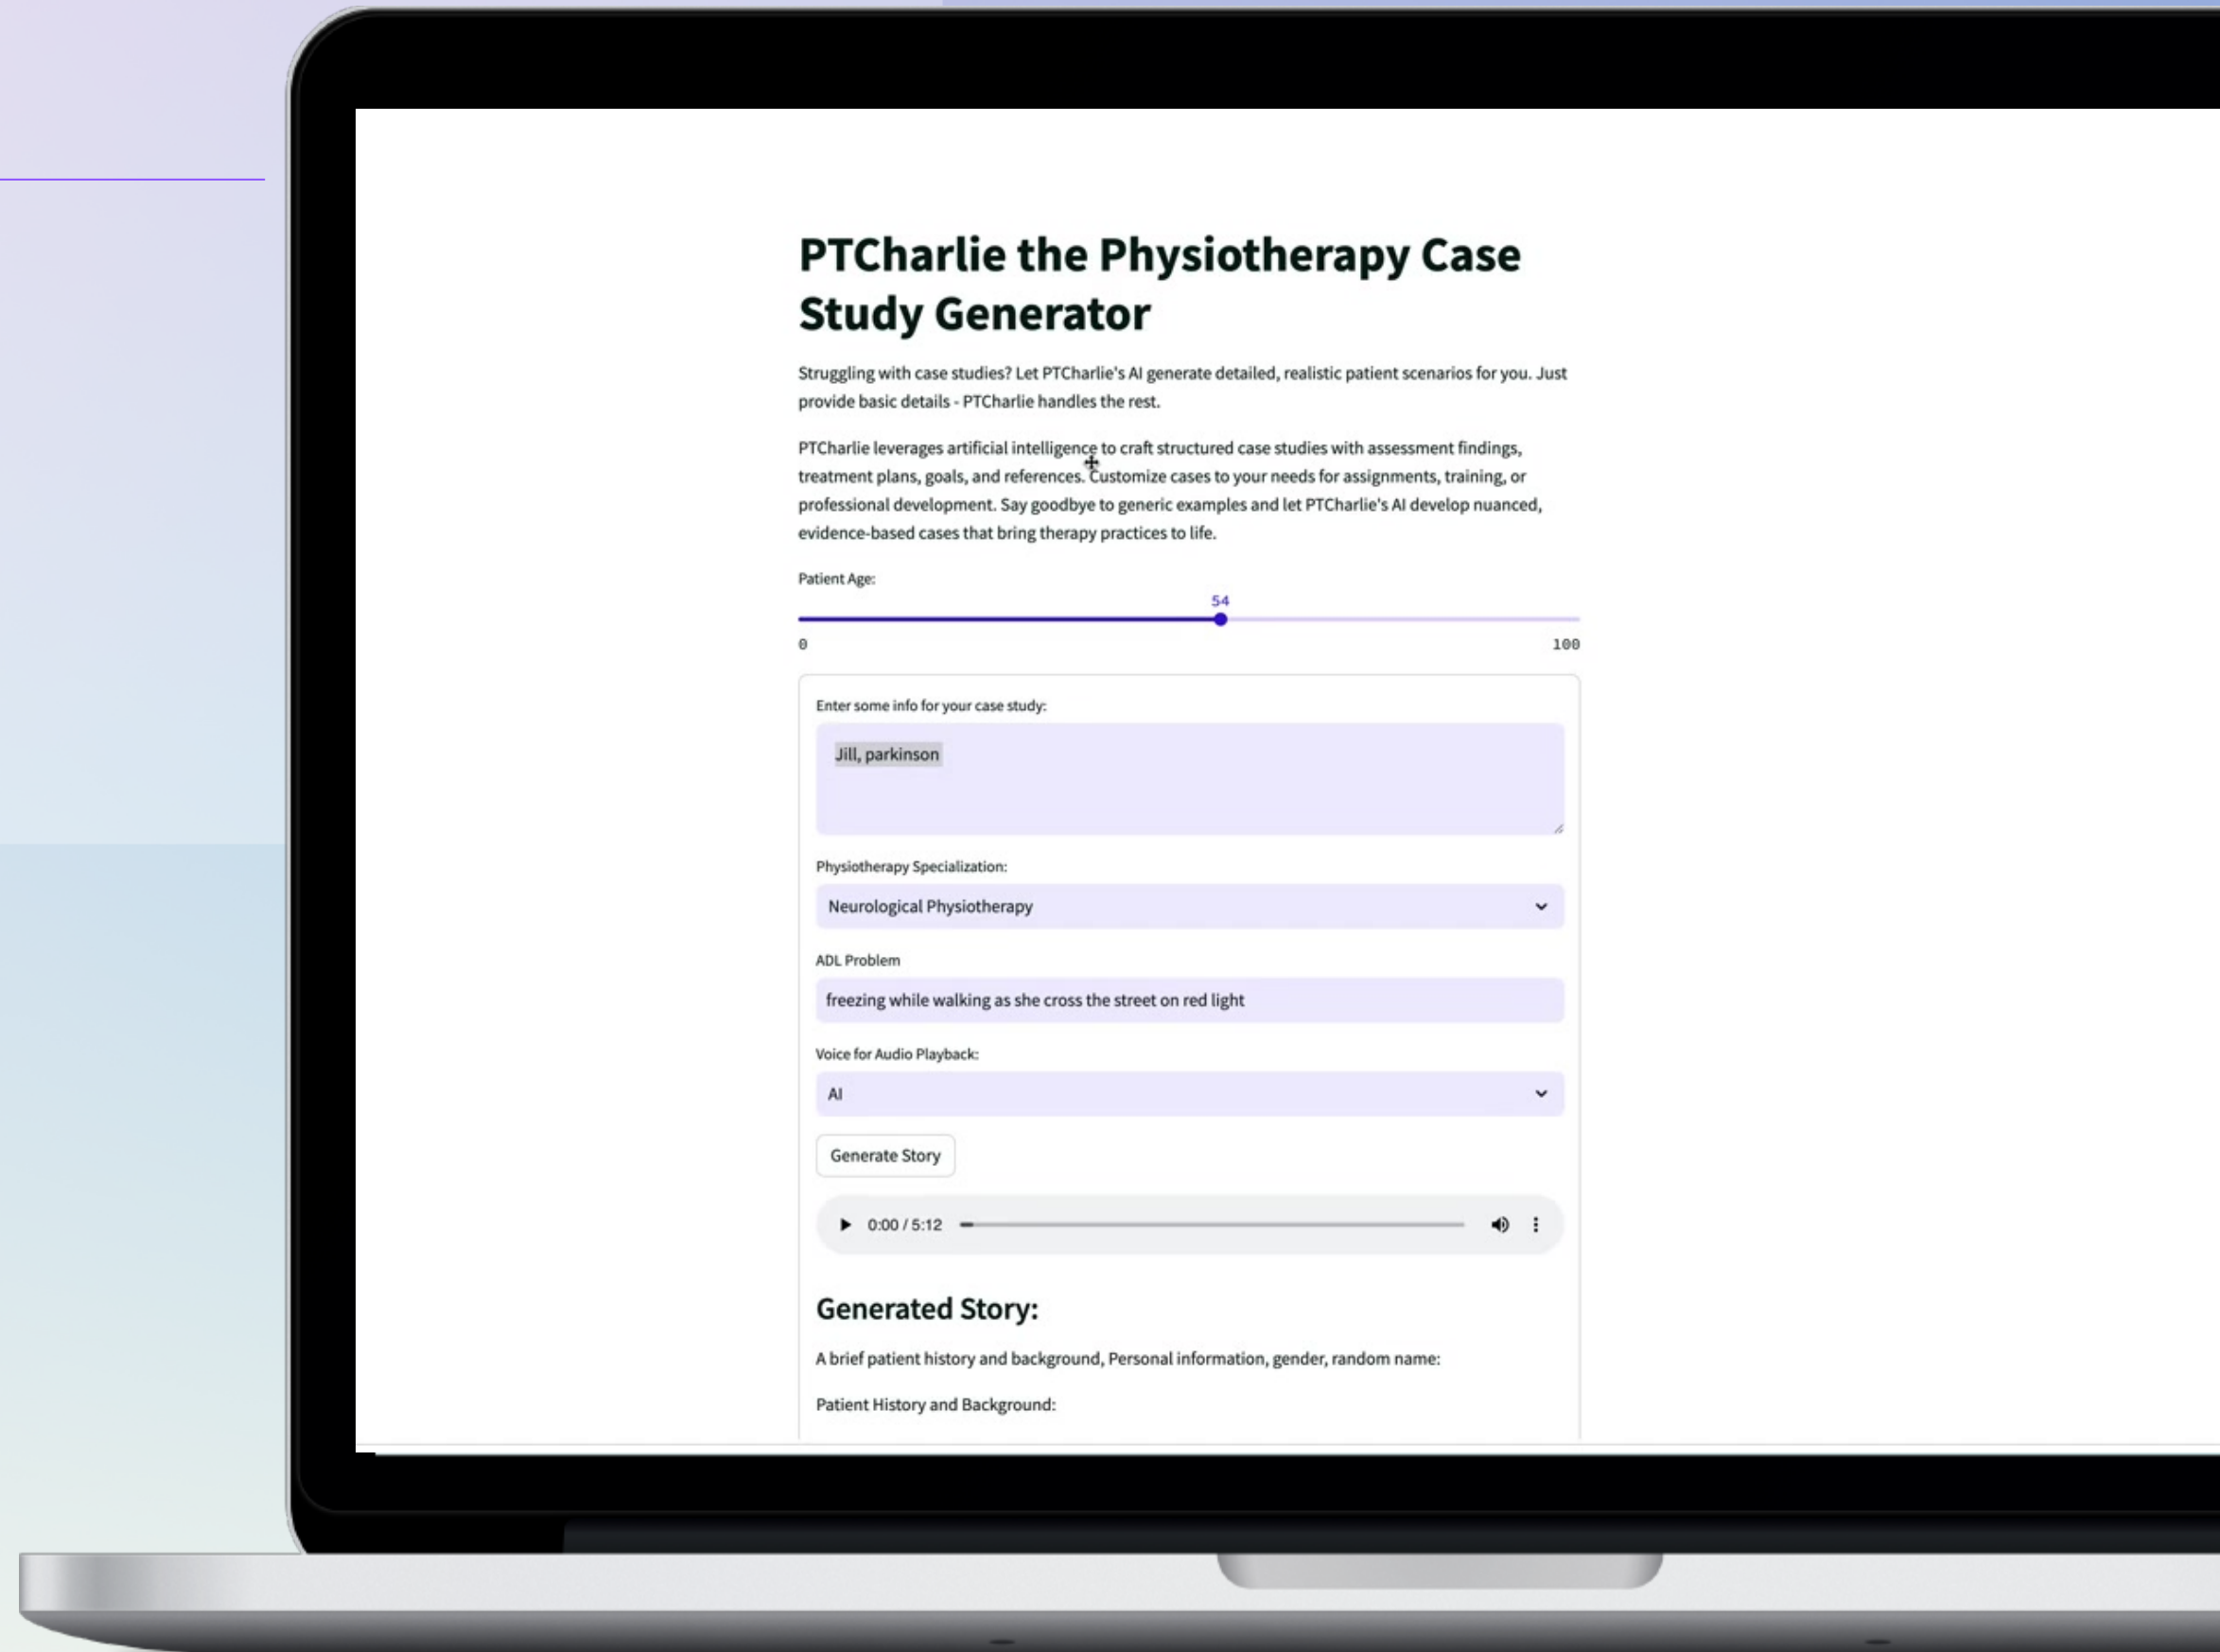 PTCharlie the Physiotherapy Case
Study Generator
Struggling with case studies? Let PTCharlie's AI generate detailed, realistic patient scenarios for you. Just
provide basic details - PTCharlie handles the rest.
PTCharlie leverages artificial intelligence to craft structured case studies with assessment findings,
treatment plans, goals, and references. Customize cases to your needs for assignments, training, or
professional development. Say goodbye to generic examples and let PTCharlie's AI develop nuanced,
evidence-based cases that bring therapy practices to life.
Patient Age:
54
0 100
Enter some info for your case study:
Jill, parkinson
Physiotherapy Specialization:
Neurological Physiotherapy
ADL Problem
freezing while walking as she cross the street on red light
Voice for Audio Playback:
AI
Generate Story
0:00 / 5:12
Generated Story:
A brief patient history and background, Personal information, gender, random name:
Patient History and Background: